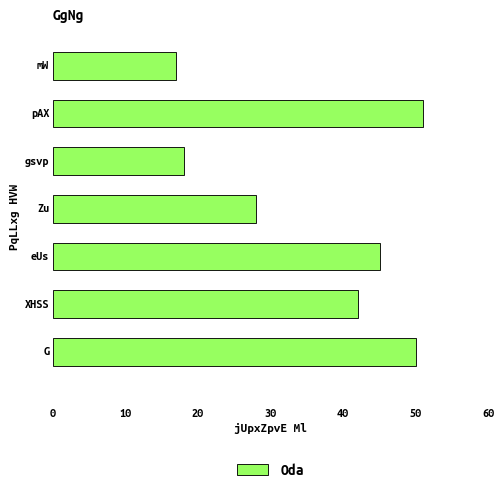 GgNg
mW
pAX
gsvp
Zu
eUs
XHSS
G
PqLLxg HVW
0 10 20 30 40 50 60
jUpxZpvE Ml
Oda